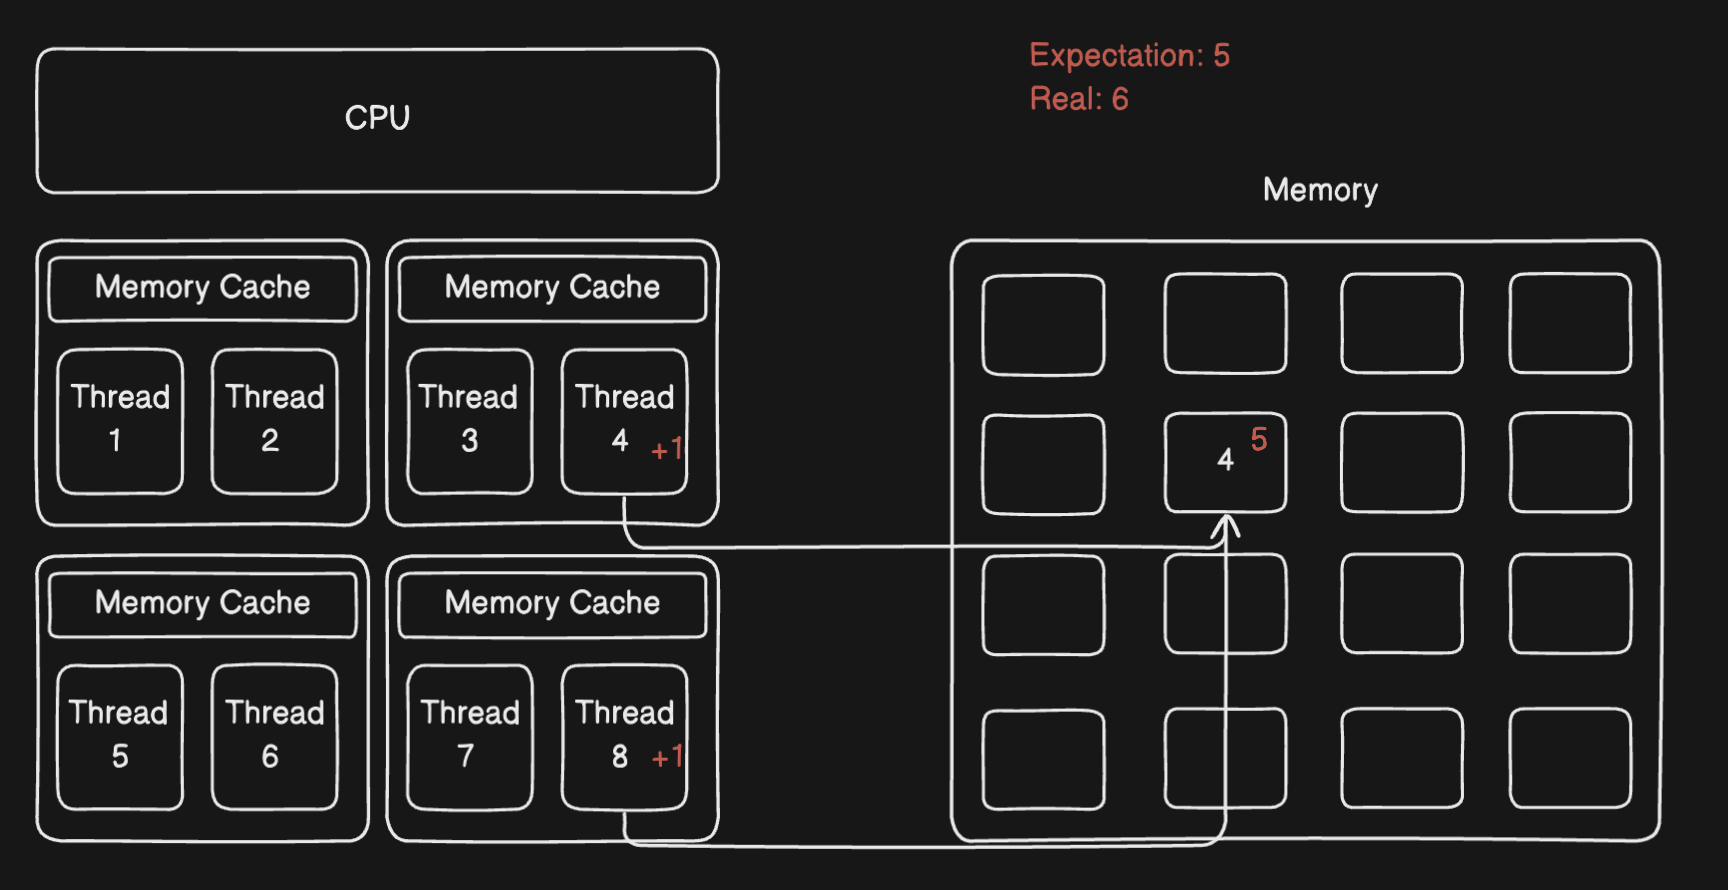 Expectation: 5
Real: 6
CPU
Memory
Memory Cache
Thread
1
Thread
2
Memory Cache
Thread
3
Thread
4 +1
Memory Cache
Thread
5
Thread
6
Memory Cache
Thread
7
Thread
8 +1
4 5